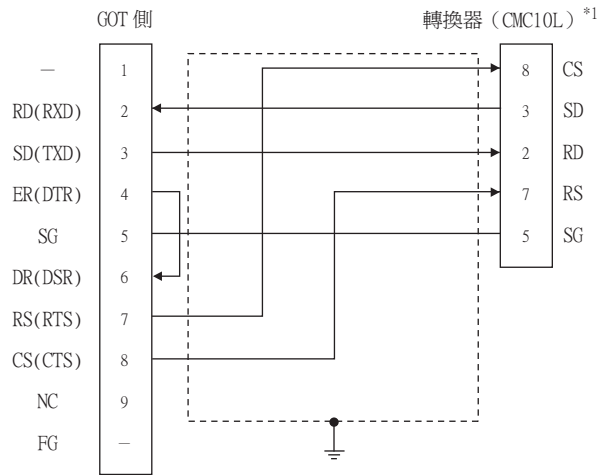 GOT 側 轉換器（CMC10L）*1
— 1 8 CS
RD(RXD) 2 3 SD
SD(TXD) 3 2 RD
ER(DTR) 4 7 RS
SG 5 5 SG
DR(DSR) 6
RS(RTS) 7
CS(CTS) 8
NC 9
FG —